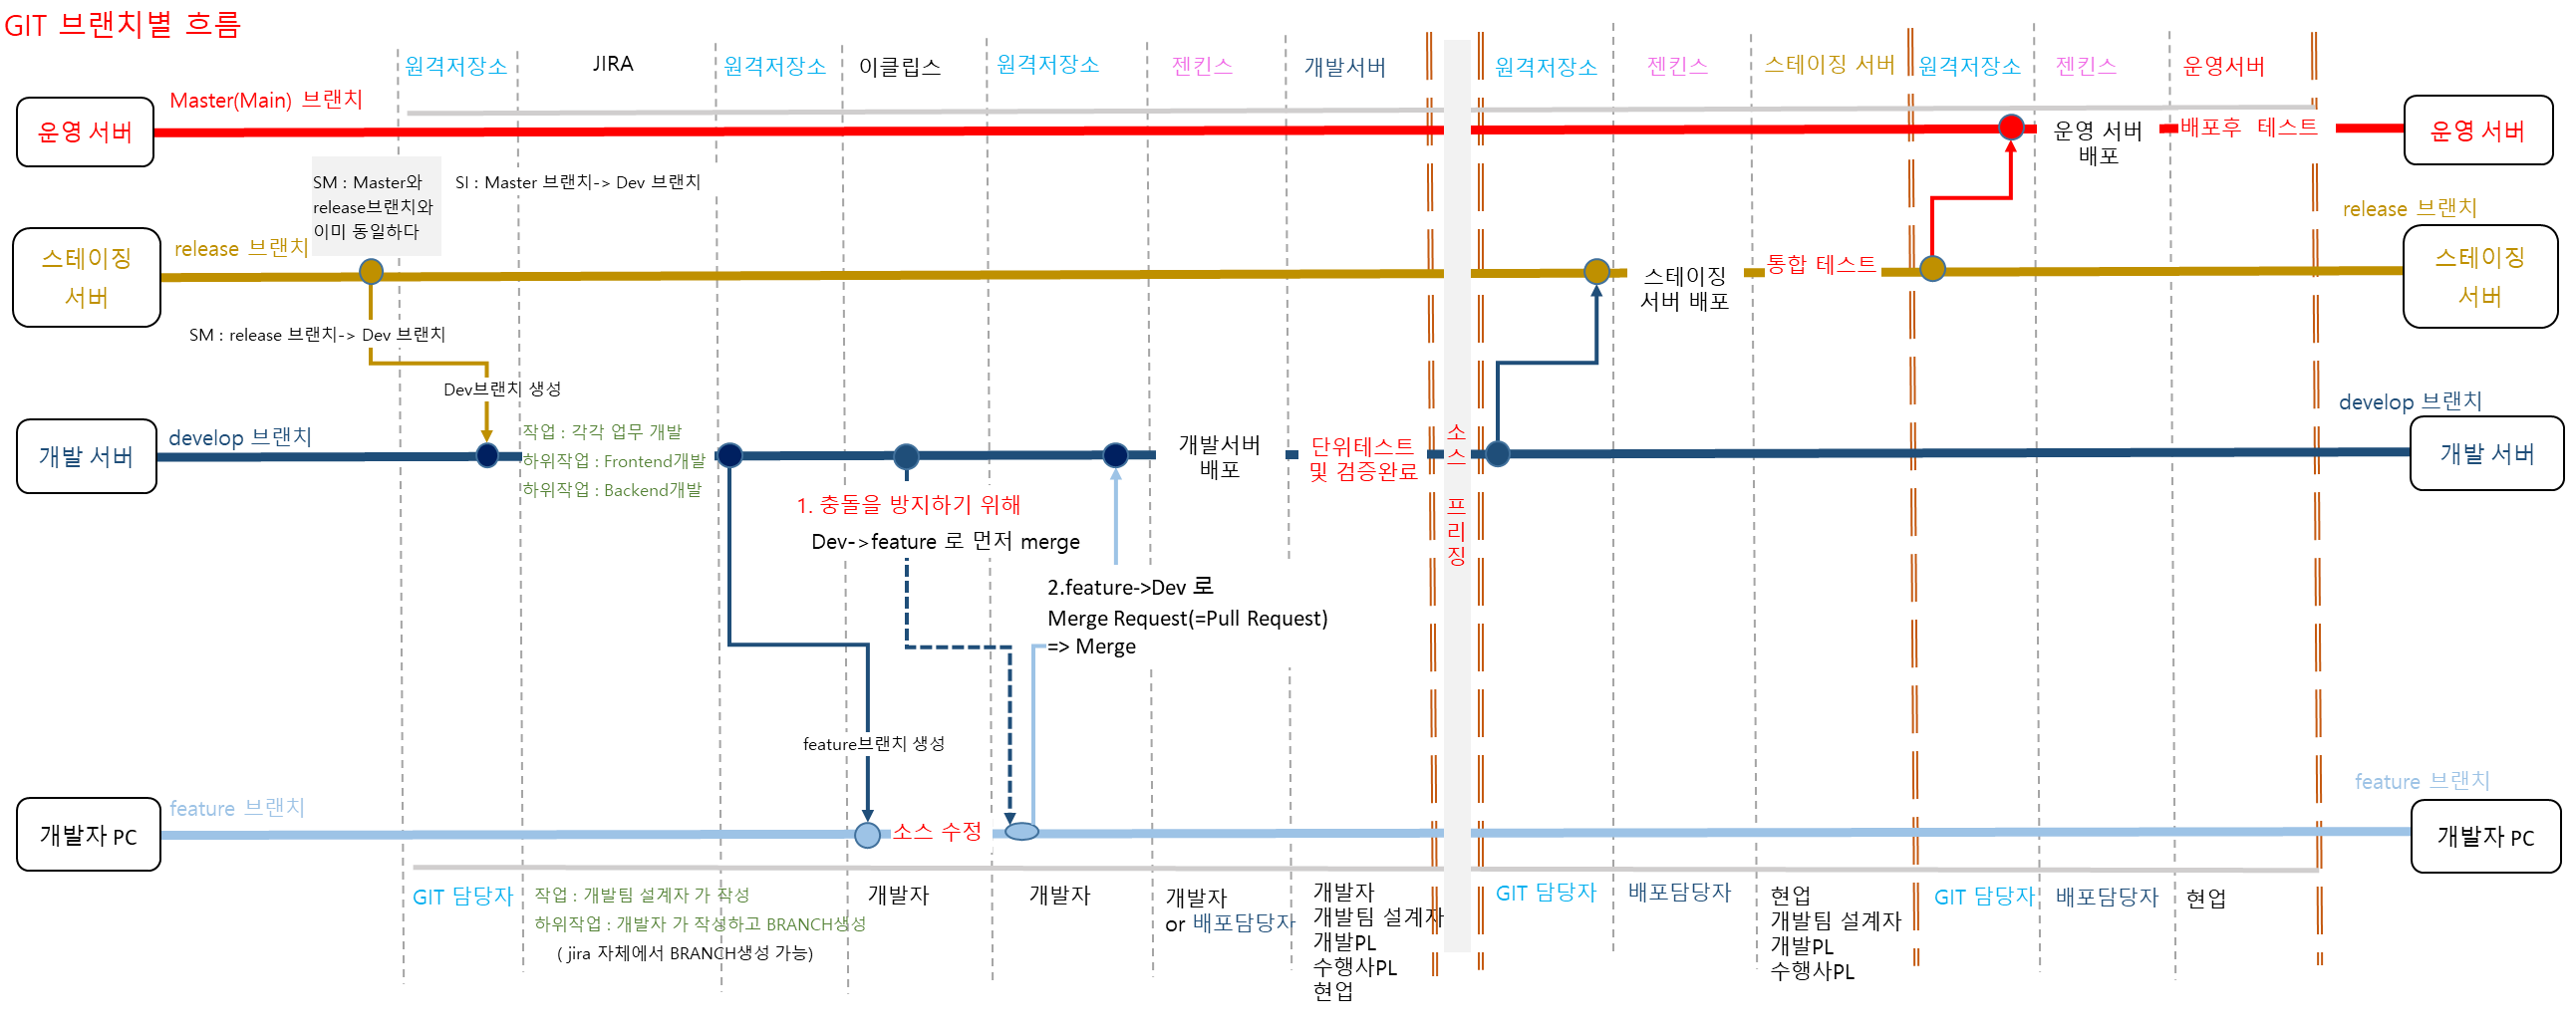 GIT 브랜치별 흐름
원격저장소
JIRA
원격저장소
이클립스
원격저장소
젠킨스
개발서버
원격저장소
젠킨스
스테이징 서버
원격저장소
젠킨스
운영서버
Master(Main) 브랜치
운영 서버
운영 서버
배포
배포후 테스트
운영 서버
SM : Master와
release브랜치와
이미 동일하다
SI : Master 브랜치-> Dev 브랜치
release 브랜치
release 브랜치
스테이징
서버
스테이징
서버 배포
통합 테스트
스테이징
서버
SM : release 브랜치-> Dev 브랜치
Dev브랜치 생성
develop 브랜치
develop 브랜치
개발 서버
작업 : 각각 업무 개발
하위작업 : Frontend개발
하위작업 : Backend개발
개발서버
배포
단위테스트
및 검증완료
소
스
프
리
징
개발 서버
1. 충돌을 방지하기 위해
Dev->feature 로 먼저 merge
2.feature->Dev 로
Merge Request(=Pull Request)
=> Merge
feature브랜치 생성
feature 브랜치
feature 브랜치
개발자 PC
소스 수정
개발자 PC
GIT 담당자
작업 : 개발팀 설계자 가 작성
하위작업 : 개발자 가 작성하고 BRANCH생성
( jira 자체에서 BRANCH생성 가능)
개발자
개발자
개발자
or 배포담당자
개발자
개발팀 설계자
개발PL
수행사PL
현업
GIT 담당자
배포담당자
현업
개발팀 설계자
개발PL
수행사PL
GIT 담당자
배포담당자
현업